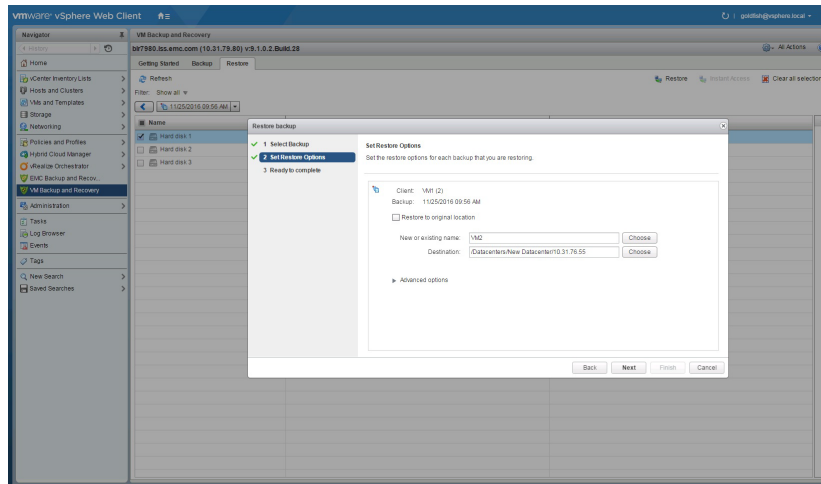 vmware® vSphere Web Client
goldlish@vsphere.local
Navigator
VM Backup and Recovery
History
blr7980.lss.emc.com (10.31.79.80) v:9.1.0.2.Build.28
All Actions
Home
Getting Started Backup Restore
vCenter Inventory Lists
Hosts and Clusters
VMs and Templates
Storage
Networking
Policies and Profiles
Hybrid Cloud Manager
vRealize Orchestrator
EMC Backup and Recov...
VM Backup and Recovery
Administration
Tasks
Log Browser
Events
Tags
New Search
Saved Searches
Refresh
Restore Instant Access Clear all selection
Filter: Show all
11/25/2016 09:56 AM
Name
Hard disk 1
Hard disk 2
Hard disk 3
Restore backup
1 Select Backup
2 Set Restore Options
3 Ready to complete
Set Restore Options
Set the restore options for each backup that you are restoring.
Client: VM1 (2)
Backup: 11/25/2016 09:56 AM
Restore to original location
New or existing name: VM2 Choose
Destination: /Datacenters/New Datacenter/10.31.76.55 Choose
Advanced options
Back Next Finish Cancel